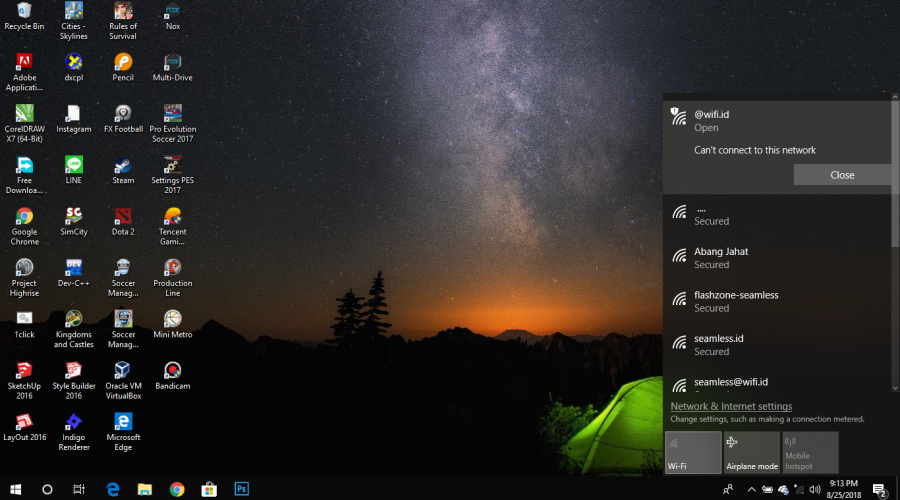 Recycle Bin
Cities -
Skylines
Rules of
Survival
Nox
Adobe
Applicati...
dxcpl
Pencil
Multi-Drive
CorelDRAW
X7 (64-Bit)
Instagram
FX Football
Pro Evolution
Soccer 2017
Free
Downloa...
LINE
Steam
Settings PES
2017
Google
Chrome
SimCity
Dota 2
Tencent
Gami...
Project
Highrise
Dev-C++
Soccer
Manag...
Production
Line
1click
Kingdoms
and Castles
Soccer
Manag...
Mini Metro
SketchUp
2016
Style Builder
2016
Oracle VM
VirtualBox
Bandicam
LayOut 2016
Indigo
Renderer
Microsoft
Edge
@wifi.id
Open
Can't connect to this network
Close
....
Secured
Abang Jahat
Secured
flashzone-seamless
Secured
seamless.id
Secured
seamless@wifi.id
Network & Internet settings
Change settings, such as making a connection metered.
Wi-Fi
Airplane mode
Mobile
hotspot
Ps
9:13 PM
8/25/2018
2